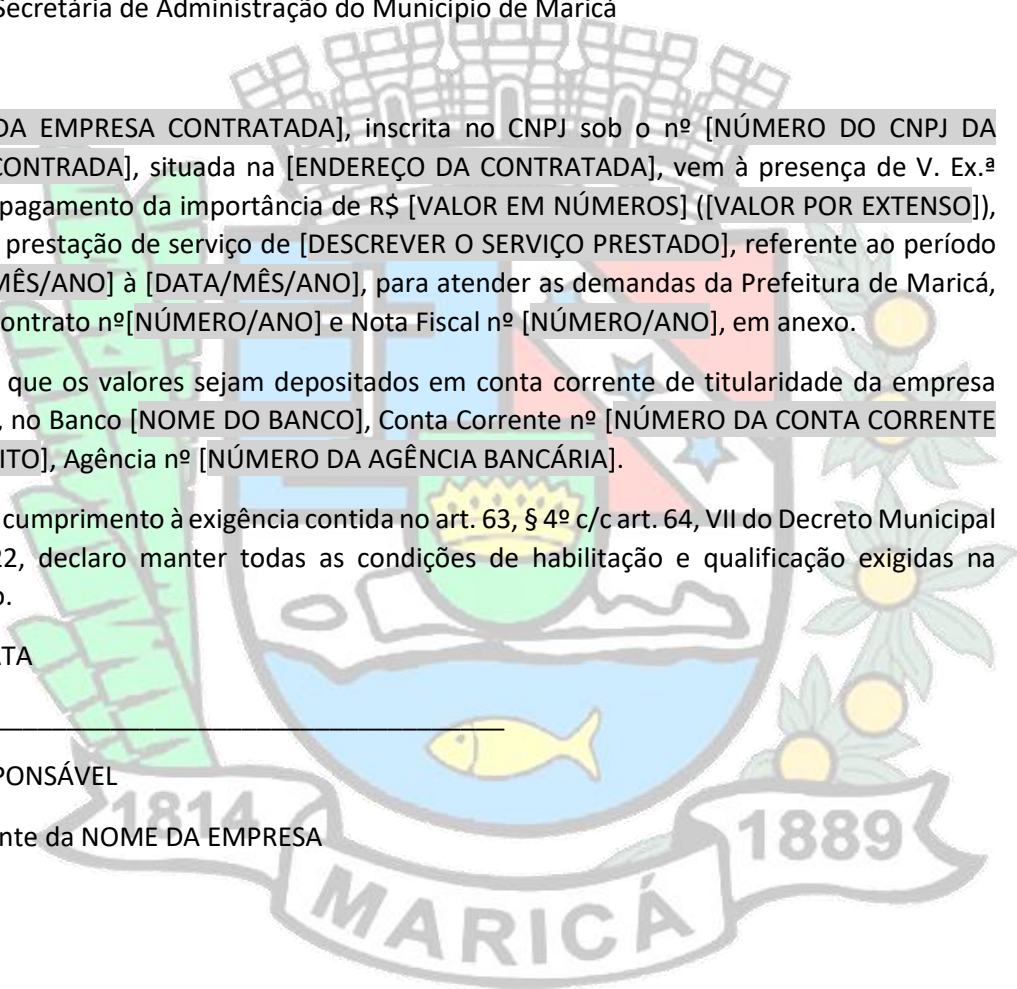 Secretária de Administração do Município de Maricá
DA EMPRESA CONTRATADA], inscrita no CNPJ sob o nº [NÚMERO DO CNPJ DA
CONTRADA], situada na [ENDEREÇO DA CONTRATADA], vem à presença de V. Ex.ª
pagamento da importância de R$ [VALOR EM NÚMEROS] ([VALOR POR EXTENSO]),
prestação de serviço de [DESCREVER O SERVIÇO PRESTADO], referente ao período
MÊS/ANO] à [DATA/MÊS/ANO], para atender as demandas da Prefeitura de Maricá,
ontrato nº[NÚMERO/ANO] e Nota Fiscal nº [NÚMERO/ANO], em anexo.
que os valores sejam depositados em conta corrente de titularidade da empresa
, no Banco [NOME DO BANCO], Conta Corrente nº [NÚMERO DA CONTA CORRENTE
ITO], Agência nº [NÚMERO DA AGÊNCIA BANCÁRIA].
cumprimento à exigência contida no art. 63, § 4º c/c art. 64, VII do Decreto Municipal
22, declaro manter todas as condições de habilitação e qualificação exigidas na
o.
ATA
PONSÁVEL
nte da NOME DA EMPRESA
1814
1889
MARICÁ